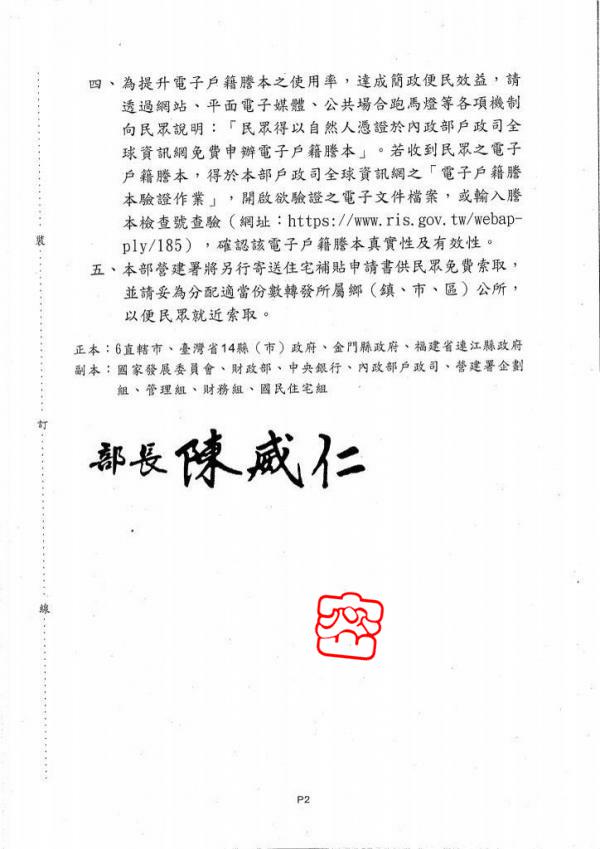 四、為提升電子戶籍謄本之使用率，達成簡政便民效益，請
透過網站、平面電子媒體、公共場合跑馬燈等各項機制
向民眾說明：「民眾得以自然人憑證於內政部戶政司全
球資訊網免費申辦電子戶籍謄本」。若收到民眾之電子
戶籍謄本，得於本部戶政司全球資訊網之「電子戶籍謄
本驗證作業」，開啟欲驗證之電子文件檔案，或輸入謄
本檢查號查驗（網址：https://www.ris.gov.tw/webap-
ply/185），確認該電子戶籍謄本真實性及有效性。
五、本部營建署將另行寄送住宅補貼申請書供民眾免費索取，
並請妥為分配適當份數轉發所屬鄉（鎮、市、區）公所，
以便民眾就近索取。
正本：6直轄市、臺灣省14縣（市）政府、金門縣政府、福建省連江縣政府
副本：國家發展委員會、財政部、中央銀行、內政部戶政司、營建署企劃
組、管理組、財務組、國民住宅組
部長 陳威仁
裝
訂
線
P2